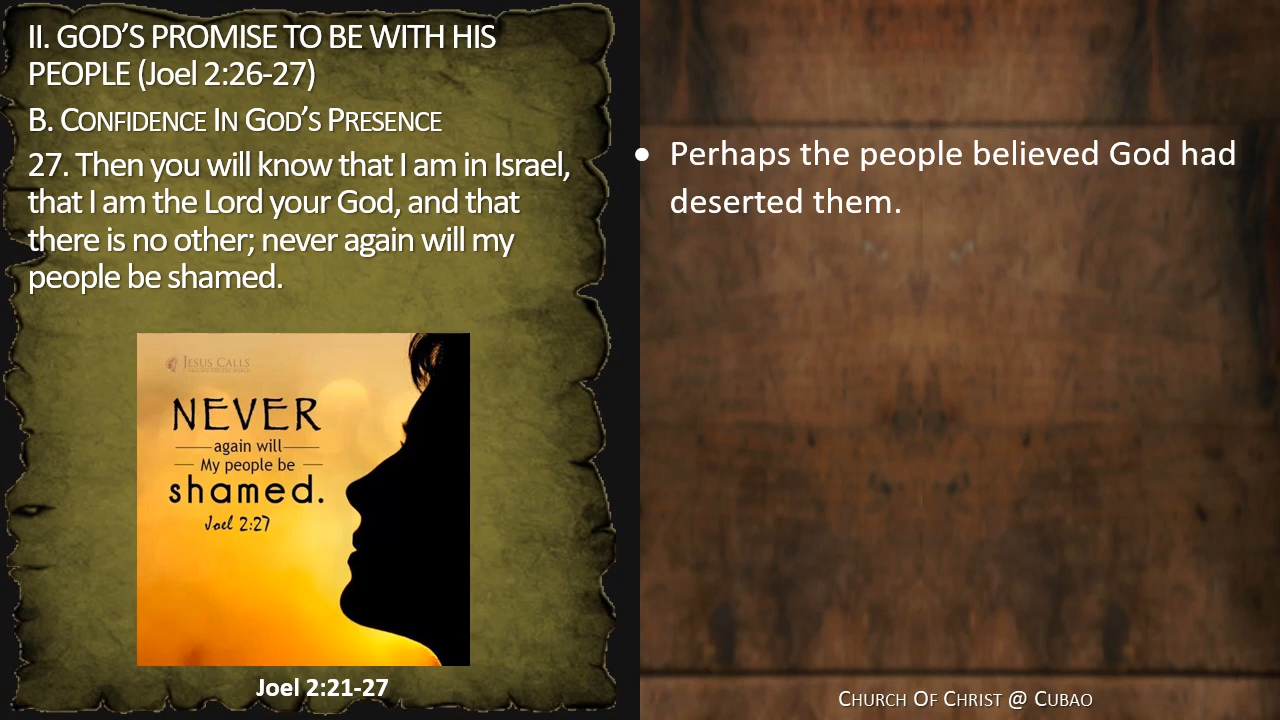 II. GOD’S PROMISE TO BE WITH HIS
PEOPLE (Joel 2:26-27)
B. CONFIDENCE IN GOD’S PRESENCE
27. Then you will know that I am in Israel,
that I am the Lord your God, and that
there is no other; never again will my
people be shamed.
JESUS CALLS
NEVER
again will
My people be
shamed.
Joel 2:27
Joel 2:21-27
• Perhaps the people believed God had
deserted them.
CHURCH OF CHRIST @ CUBAO